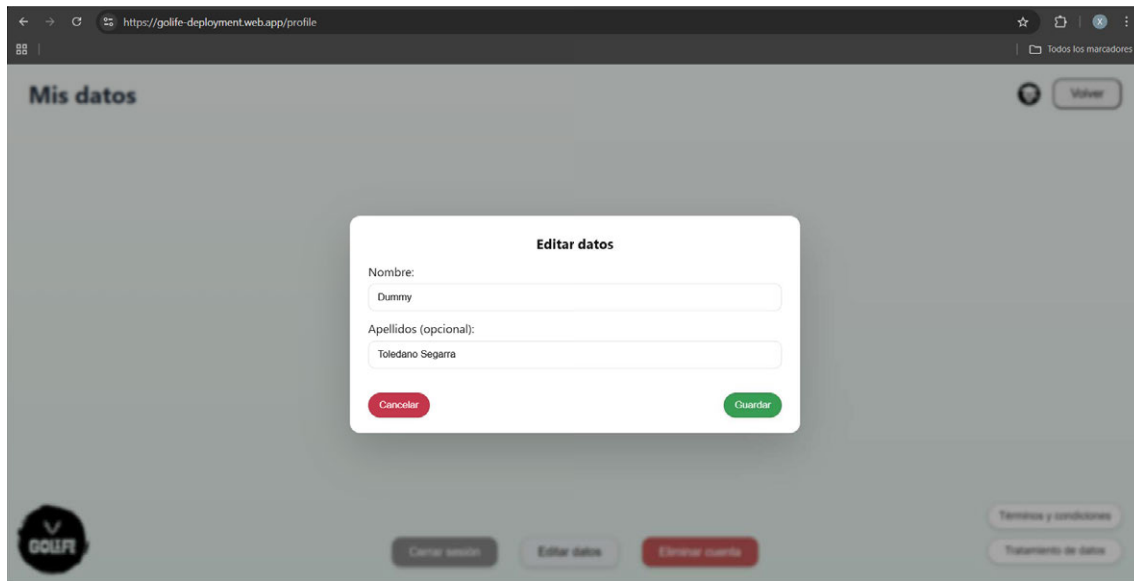 https://golife-deployment.web.app/profile
X
Todos los marcadores
Mis datos
Volver
Editar datos
Nombre:
Dummy
Apellidos (opcional):
Toledano Segarra
Cancelar
Guardar
GOLIFE
Cerrar sesión
Editar datos
Eliminar cuenta
Términos y condiciones
Tratamiento de datos